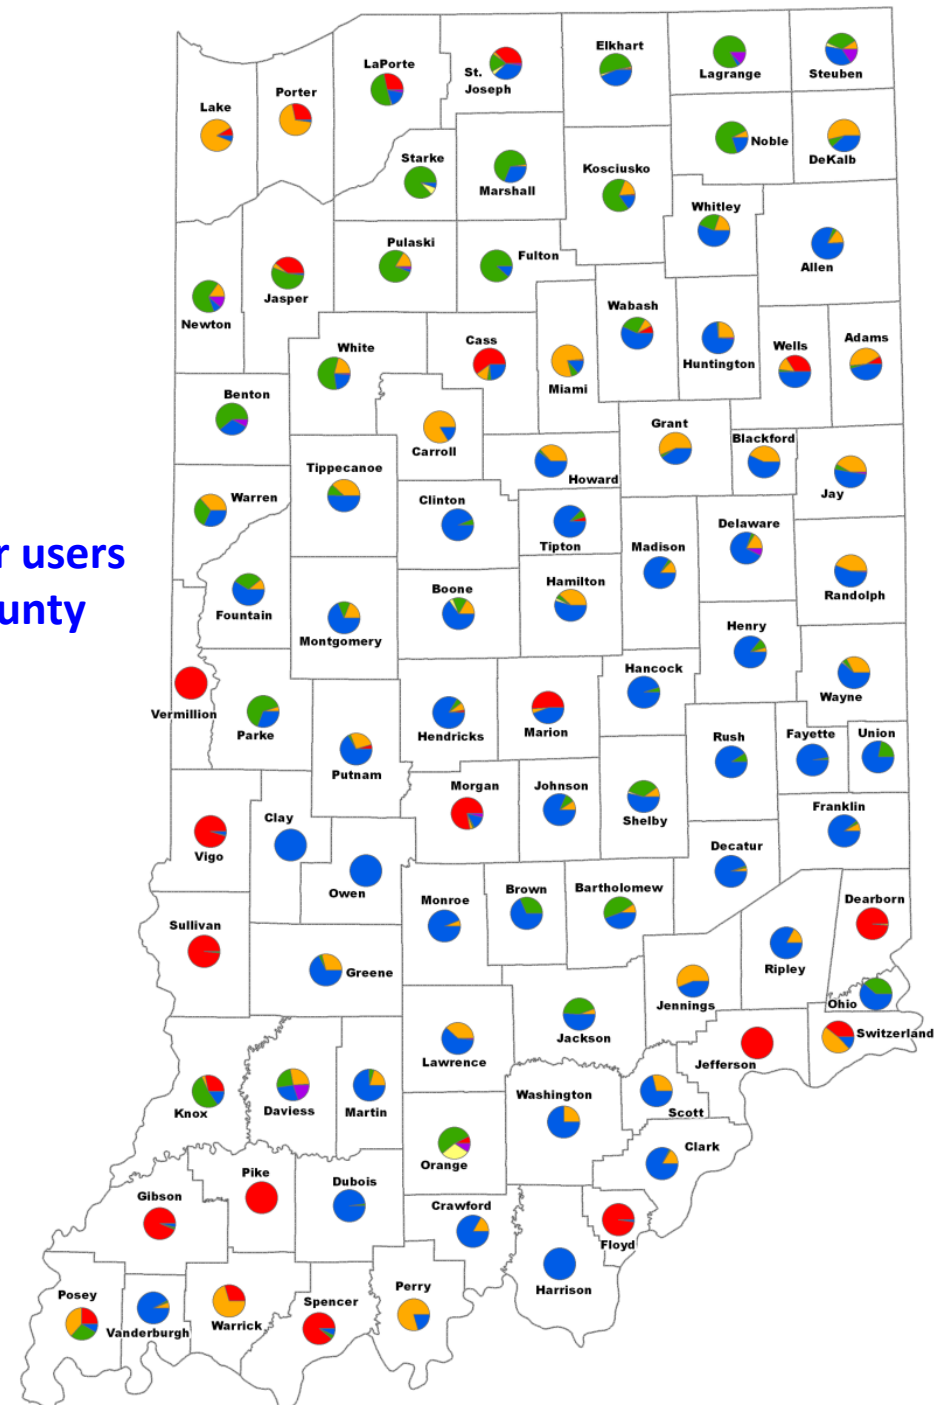 Elkhart
Lagrange
Steuben
LaPorte
St.
Joseph
Porter
Lake
Noble
DeKalb
Starke
Marshall
Kosciusko
Whitley
Allen
Pulaski
Fulton
Jasper
Newton
Wabash
Huntington
White
Cass
Miami
Wells
Adams
Benton
Carroll
Grant
Blackford
Howard
Jay
Tippecanoe
Warren
Clinton
Tipton
Delaware
Madison
Randolph
r users
unty
Fountain
Montgomery
Boone
Hamilton
Henry
Hancock
Wayne
Vermillion
Parke
Hendricks
Marion
Putnam
Rush
Fayette
Union
Morgan
Johnson
Shelby
Franklin
Vigo
Clay
Owen
Decatur
Monroe
Brown
Bartholomew
Dearborn
Sullivan
Greene
Ripley
Jennings
Ohio
Jackson
Lawrence
Jefferson
Switzerland
Knox
Daviess
Martin
Washington
Scott
Clark
Orange
Pike
Dubois
Gibson
Crawford
Floyd
Harrison
Posey
Vanderburgh
Warrick
Spencer
Perry